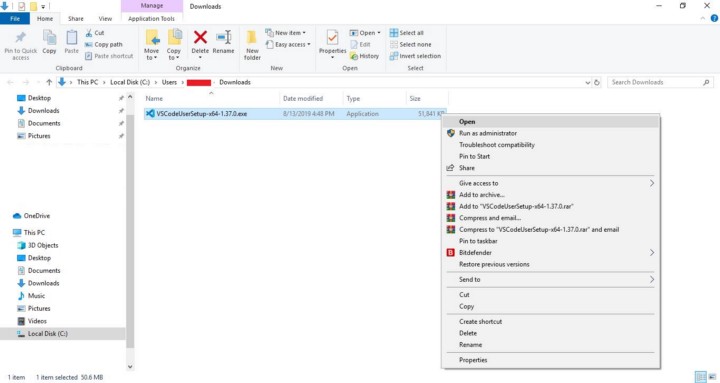 Manage Downloads
File Home Share View Application Tools
Pin to Quick access
Copy
Paste
Cut
Copy path
Paste shortcut
Clipboard
Move to
Copy to
Delete
Rename
Organize
New folder
New item
Easy access
New
Properties
Open
Edit
History
Open
Select all
Select none
Invert selection
Select
This PC > Local Disk (C:) > Users > > Downloads
Search Downloads
Name Date modified Type Size
VSCodeUserSetup-x64-1.37.0.exe 8/13/2019 4:48 PM Application 51,841 KB
Desktop
Downloads
Documents
Pictures
OneDrive
This PC
3D Objects
Desktop
Documents
Downloads
Music
Pictures
Videos
Local Disk (C:)
Open
Run as administrator
Troubleshoot compatibility
Pin to Start
Share
Give access to
Add to archive...
Add to "VSCodeUserSetup-x64-1.37.0.rar"
Compress and email...
Compress to "VSCodeUserSetup-x64-1.37.0.rar" and email
Pin to taskbar
Bitdefender
Restore previous versions
Send to
Cut
Copy
Create shortcut
Delete
Rename
Properties
1 item 1 item selected 50.6 MB